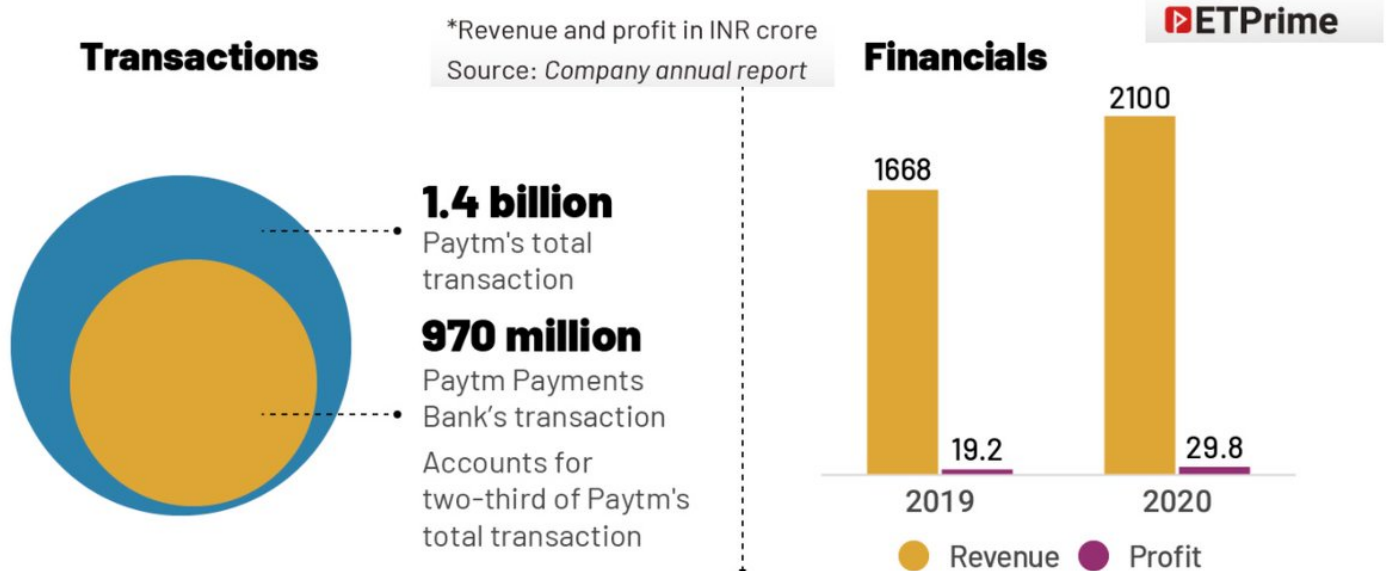 ETPrime
*Revenue and profit in INR crore
Source: Company annual report
Transactions
1.4 billion
Paytm's total
transaction
970 million
Paytm Payments
Bank’s transaction
Accounts for
two-third of Paytm's
total transaction
Financials
1668
19.2
2100
29.8
2019
2020
Revenue
Profit